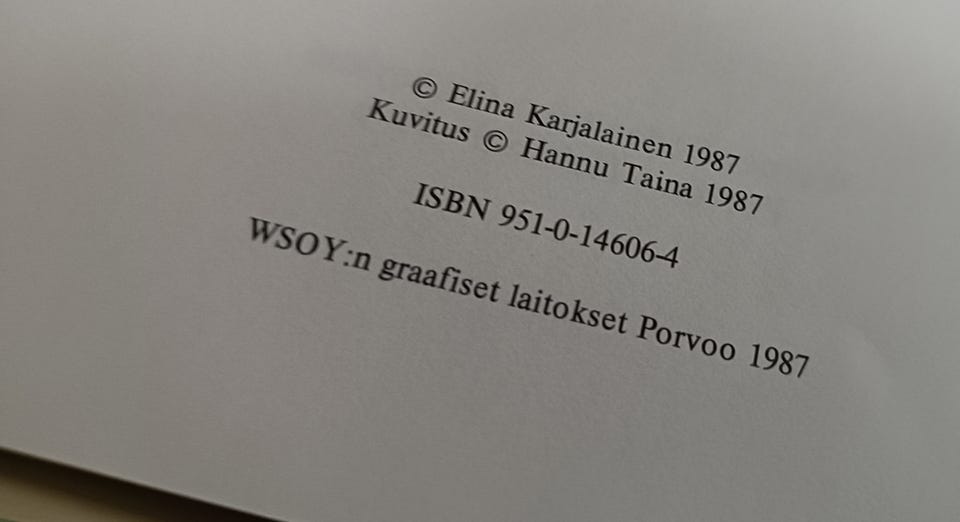 © Elina Karjalainen 1987
Kuvitus © Hannu Taina 1987
ISBN 951-0-14606-4
WSOY:n graafiset laitokset Porvoo 1987